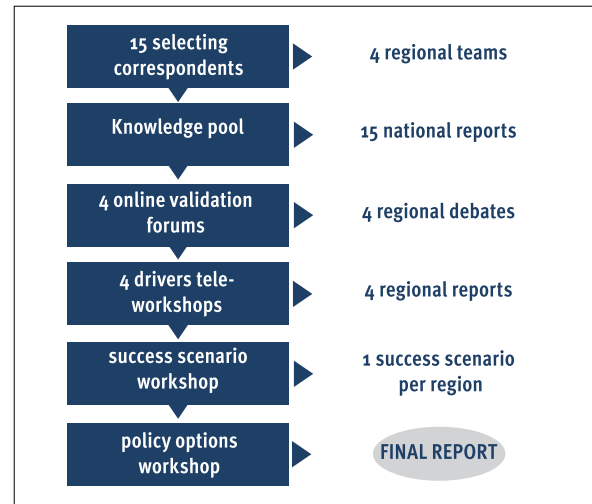 15 selecting
correspondents
4 regional teams
Knowledge pool
15 national reports
4 online validation
forums
4 regional debates
4 drivers tele-
workshops
4 regional reports
success scenario
workshop
1 success scenario
per region
policy options
workshop
FINAL REPORT